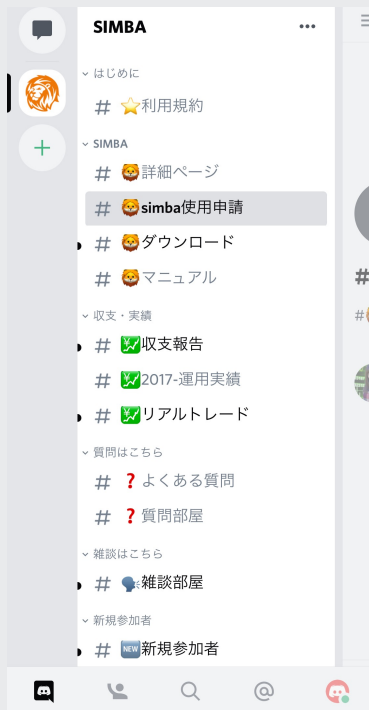 SIMBA
はじめに
# ⭐利用規約
SIMBA
# 🦁詳細ページ
# 🦁simba使用申請
# 🦁ダウンロード
# 🦁マニュアル
収支・実績
# 💹収支報告
# 💹2017-運用実績
# 💹リアルトレード
質問はこちら
# ❓よくある質問
# ❓質問部屋
雑談はこちら
# 🗣雑談部屋
新規参加者
# 🆕新規参加者